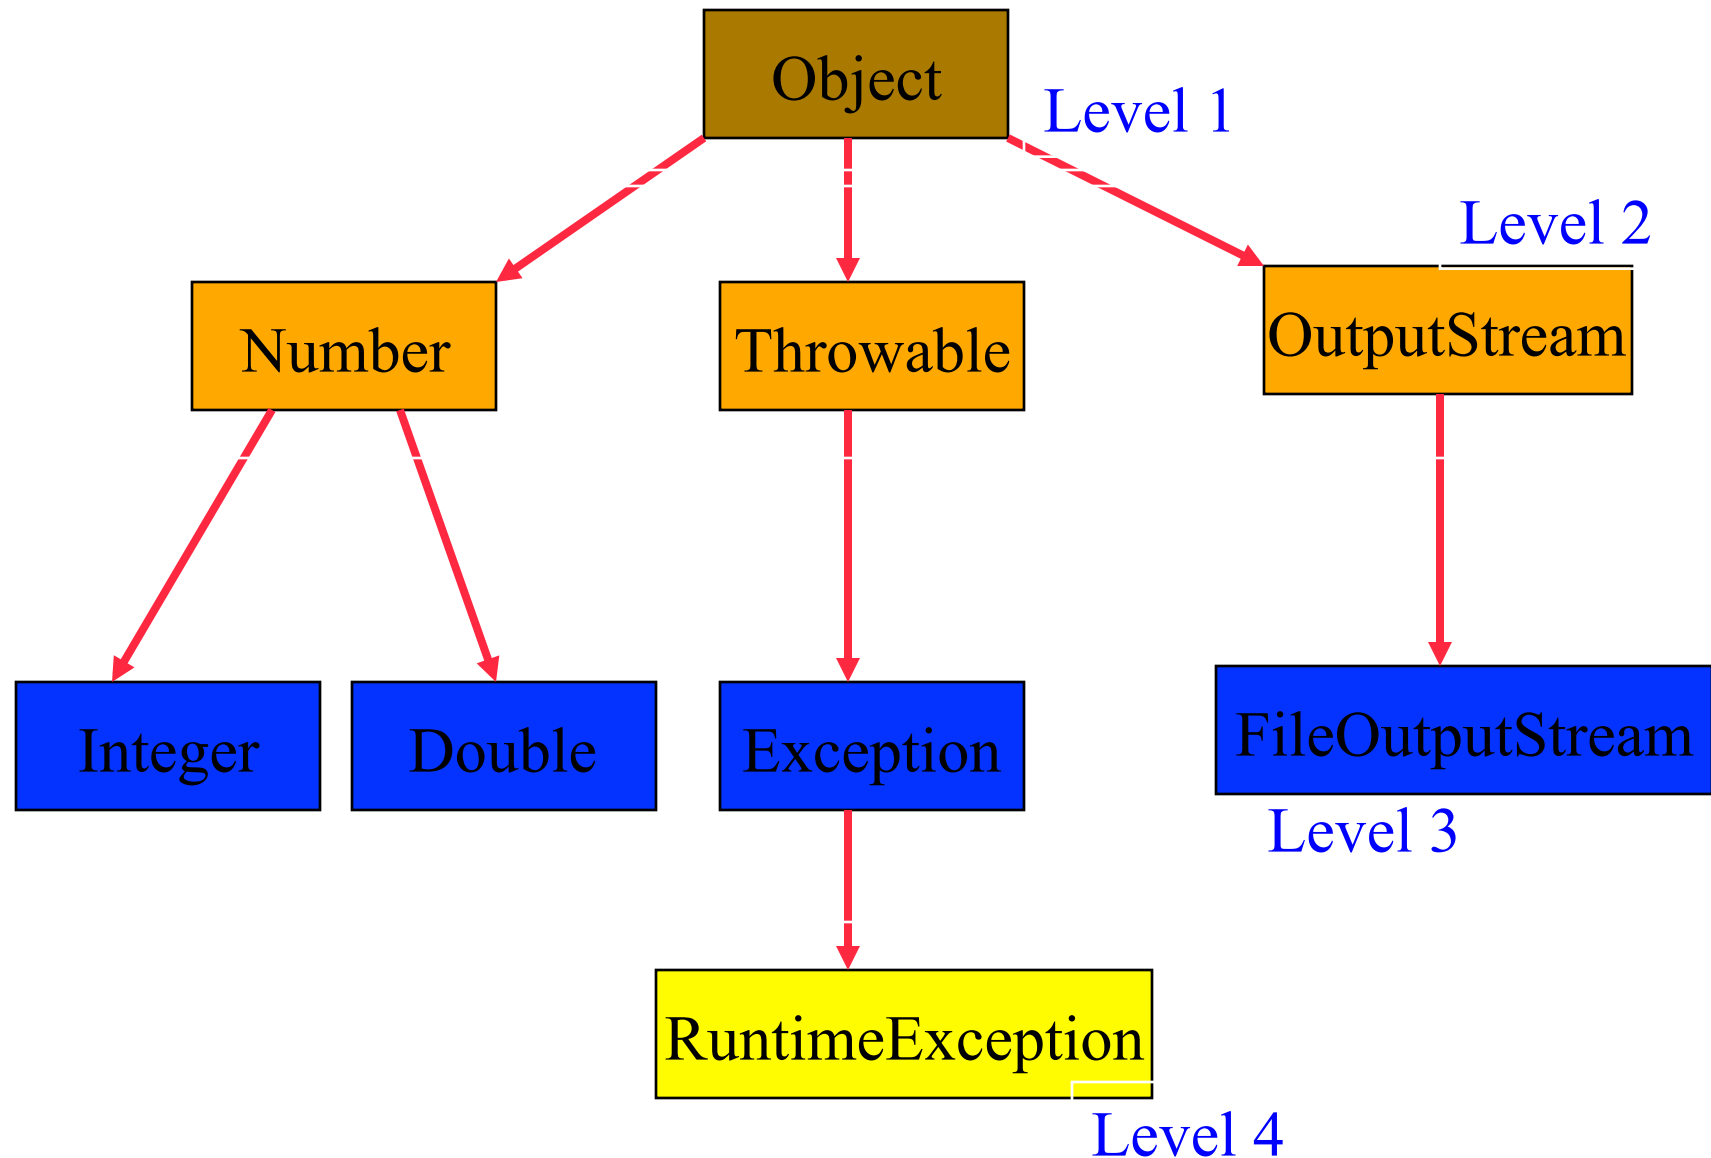 Object
Level 1
Level 2
Number
Throwable
OutputStream
Integer
Double
Exception
FileOutputStream
Level 3
RuntimeException
Level 4